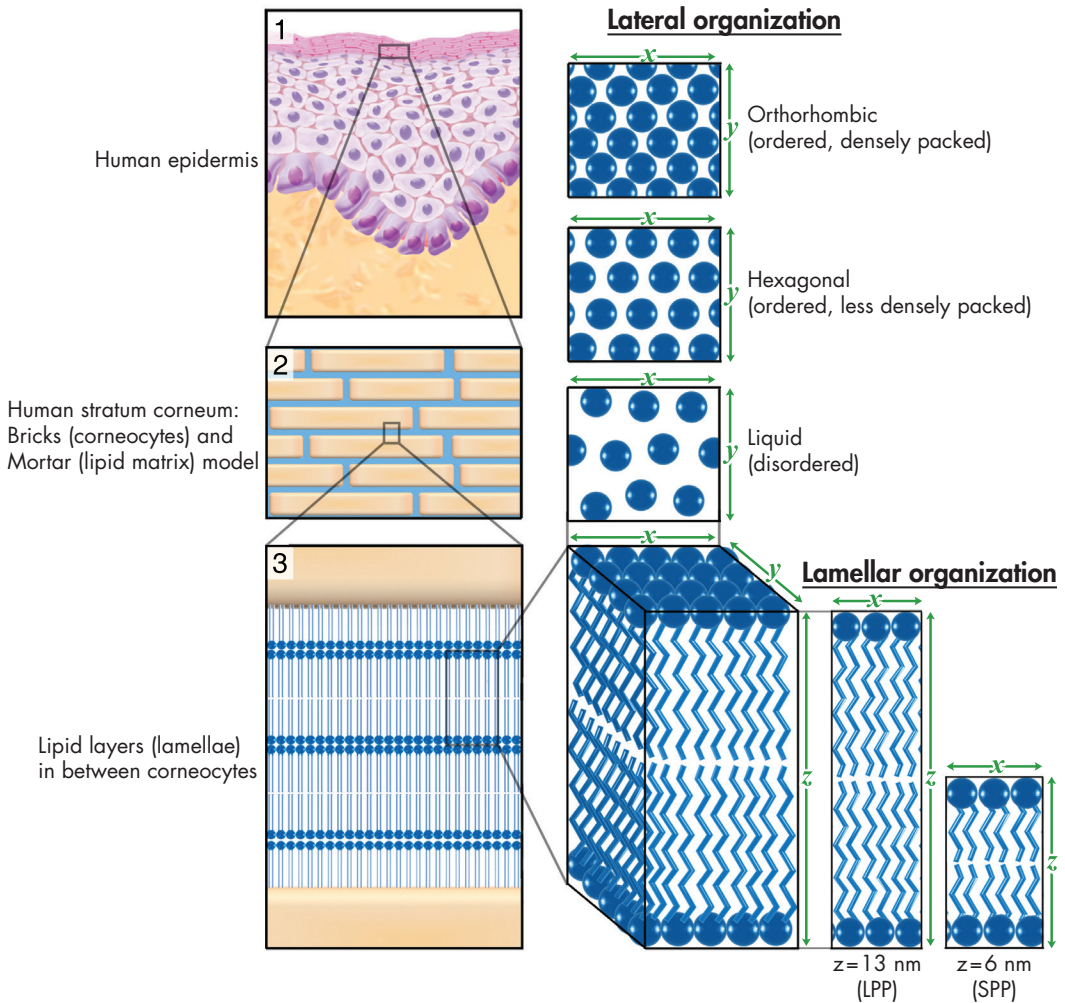 Lateral organization
1
Human epidermis
x
y
Orthorhombic
(ordered, densely packed)
x
y
Hexagonal
(ordered, less densely packed)
2
Human stratum corneum:
Bricks (corneocytes) and
Mortar (lipid matrix) model
x
y
Liquid
(disordered)
3
Lipid layers (lamellae)
in between corneocytes
x
y
z
Lamellar organization
x
z
z=13 nm
(LPP)
x
z
z=6 nm
(SPP)